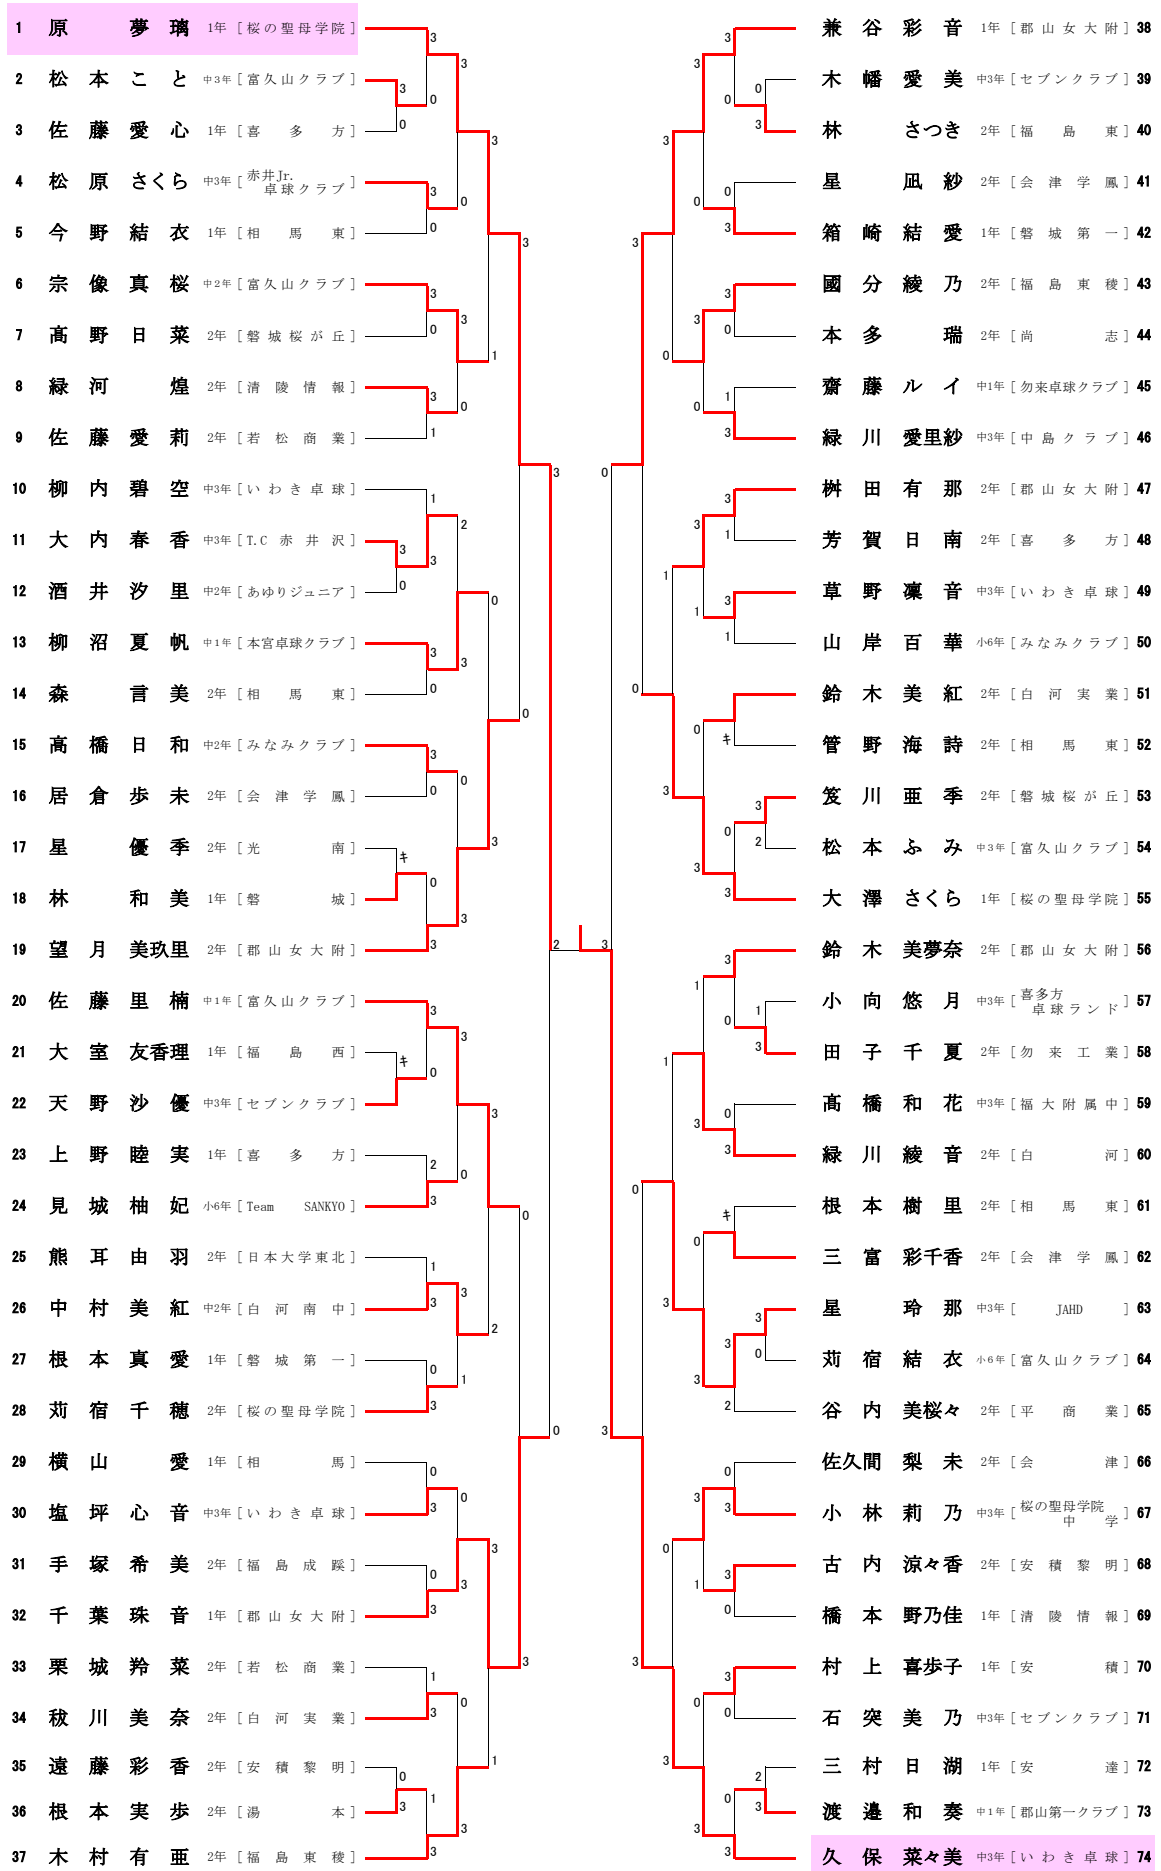 1 原 夢 璃 1年 [ 桜の聖母学院 ]
2 松 本 こ と 中3年 [ 富久山クラブ ]
3 佐 藤 愛 心 1年 [ 喜 多 方 ]
4 松 原 さくら 中3年 [ 赤井Jr. 卓球クラブ ]
5 今 野 結 衣 1年 [ 相 馬 東 ]
6 宗 像 真 桜 中2年 [ 富久山クラブ ]
7 髙 野 日 菜 2年 [ 磐城桜が丘 ]
8 緑 河 煌 2年 [ 清 陵 情 報 ]
9 佐 藤 愛 莉 2年 [ 若 松 商 業 ]
10 柳 内 碧 空 中3年 [ いわき卓球 ]
11 大 内 春 香 中3年 [ T.C 赤 井 沢 ]
12 酒 井 汐 里 中2年 [ あゆりジュニア ]
13 柳 沼 夏 帆 中1年 [ 本宮卓球クラブ ]
14 森 言 美 2年 [ 相 馬 東 ]
15 高 橋 日 和 中2年 [ みなみクラブ ]
16 居 倉 歩 未 2年 [ 会 津 学 鳳 ]
17 星 優 季 2年 [ 光 南 ]
18 林 和 美 1年 [ 磐 城 ]
19 望 月 美玖里 2年 [ 郡山女大附 ]
20 佐 藤 里 楠 中1年 [ 富久山クラブ ]
21 大 室 友香理 1年 [ 福 島 西 ]
22 天 野 沙 優 中3年 [ セブンクラブ ]
23 上 野 睦 実 1年 [ 喜 多 方 ]
24 見 城 柚 妃 小6年 [ Team SANKYO ]
25 熊 耳 由 羽 2年 [ 日本大学東北 ]
26 中 村 美 紅 中2年 [ 白 河 南 中 ]
27 根 本 真 愛 1年 [ 磐 城 第 一 ]
28 苅 宿 千 穂 2年 [ 桜の聖母学院 ]
29 横 山 愛 1年 [ 相 馬 ]
30 塩 坪 心 音 中3年 [ いわき卓球 ]
31 手 塚 希 美 2年 [ 福 島 成 蹊 ]
32 千 葉 珠 音 1年 [ 郡山女大附 ]
33 栗 城 羚 菜 2年 [ 若 松 商 業 ]
34 秡 川 美 奈 2年 [ 白 河 実 業 ]
35 遠 藤 彩 香 2年 [ 安 積 黎 明 ]
36 根 本 実 歩 2年 [ 湯 本 ]
37 木 村 有 亜 2年 [ 福 島 東 稜 ]
兼 谷 彩 音 1年 [ 郡山女大附 ] 38
木 幡 愛 美 中3年 [ セブンクラブ ] 39
林 さつき 2年 [ 福 島 東 ] 40
星 凪 紗 2年 [ 会 津 学 鳳 ] 41
箱 崎 結 愛 1年 [ 磐 城 第 一 ] 42
國 分 綾 乃 2年 [ 福 島 東 稜 ] 43
本 多 瑞 2年 [ 尚 志 ] 44
齋 藤 ル イ 中1年 [ 勿来卓球クラブ ] 45
緑 川 愛里紗 中3年 [ 中島クラブ ] 46
桝 田 有 那 2年 [ 郡山女大附 ] 47
芳 賀 日 南 2年 [ 喜 多 方 ] 48
草 野 凜 音 中3年 [ いわき卓球 ] 49
山 岸 百 華 小6年 [ みなみクラブ ] 50
鈴 木 美 紅 2年 [ 白 河 実 業 ] 51
管 野 海 詩 2年 [ 相 馬 東 ] 52
笈 川 亜 季 2年 [ 磐城桜が丘 ] 53
松 本 ふ み 中3年 [ 富久山クラブ ] 54
大 澤 さくら 1年 [ 桜の聖母学院 ] 55
鈴 木 美夢奈 2年 [ 郡山女大附 ] 56
小 向 悠 月 中3年 [ 喜多方 卓球ランド ] 57
田 子 千 夏 2年 [ 勿 来 工 業 ] 58
髙 橋 和 花 中3年 [ 福大附属中 ] 59
緑 川 綾 音 2年 [ 白 河 ] 60
根 本 樹 里 2年 [ 相 馬 東 ] 61
三 富 彩千香 2年 [ 会 津 学 鳳 ] 62
星 玲 那 中3年 [ JAHD ] 63
苅 宿 結 衣 小6年 [ 富久山クラブ ] 64
谷 内 美桜々 2年 [ 平 商 業 ] 65
佐久間 梨 未 2年 [ 会 津 ] 66
小 林 莉 乃 中3年 [ 桜の聖母学院 中 学 ] 67
古 内 涼々香 2年 [ 安 積 黎 明 ] 68
橋 本 野乃佳 1年 [ 清 陵 情 報 ] 69
村 上 喜歩子 1年 [ 安 積 ] 70
石 突 美 乃 中3年 [ セブンクラブ ] 71
三 村 日 湖 1年 [ 安 達 ] 72
渡 邉 和 奏 中1年 [ 郡山第一クラブ ] 73
久 保 菜々美 中3年 [ いわき卓球 ] 74